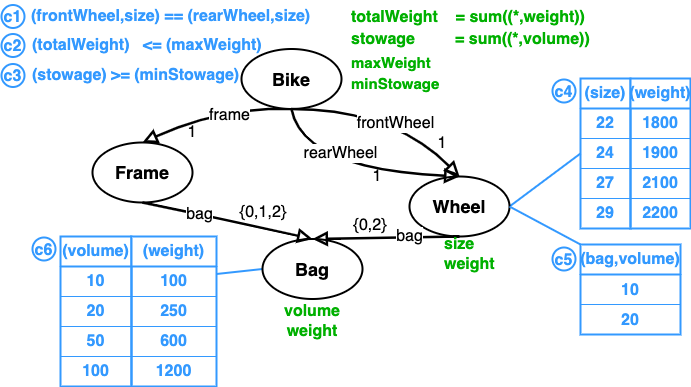 c1 (frontWheel,size) == (rearWheel,size)
c2 (totalWeight) <= (maxWeight)
c3 (stowage) >= (minStowage)
totalWeight = sum((*,weight))
stowage = sum((*,volume))
maxWeight
minStowage
Bike
frame
1
frontWheel
1
rearWheel
1
Frame
Wheel
size
weight
bag
{0,1,2}
{0,2}
bag
Bag
volume
weight
c4
(size) (weight)
22 1800
24 1900
27 2100
29 2200
c5
(bag,volume)
10
20
c6
(volume) (weight)
10 100
20 250
50 600
100 1200